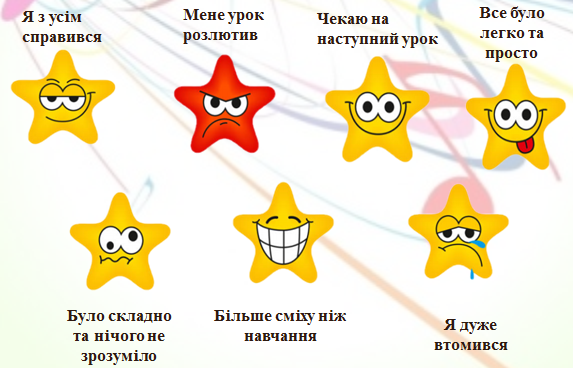 Я з усім
справився
Мене урок
розлютив
Чекаю на
наступний урок
Все було
легко та
просто
Було складно
та нічого не
зрозуміло
Більше сміху ніж
навчання
Я дуже
втомився